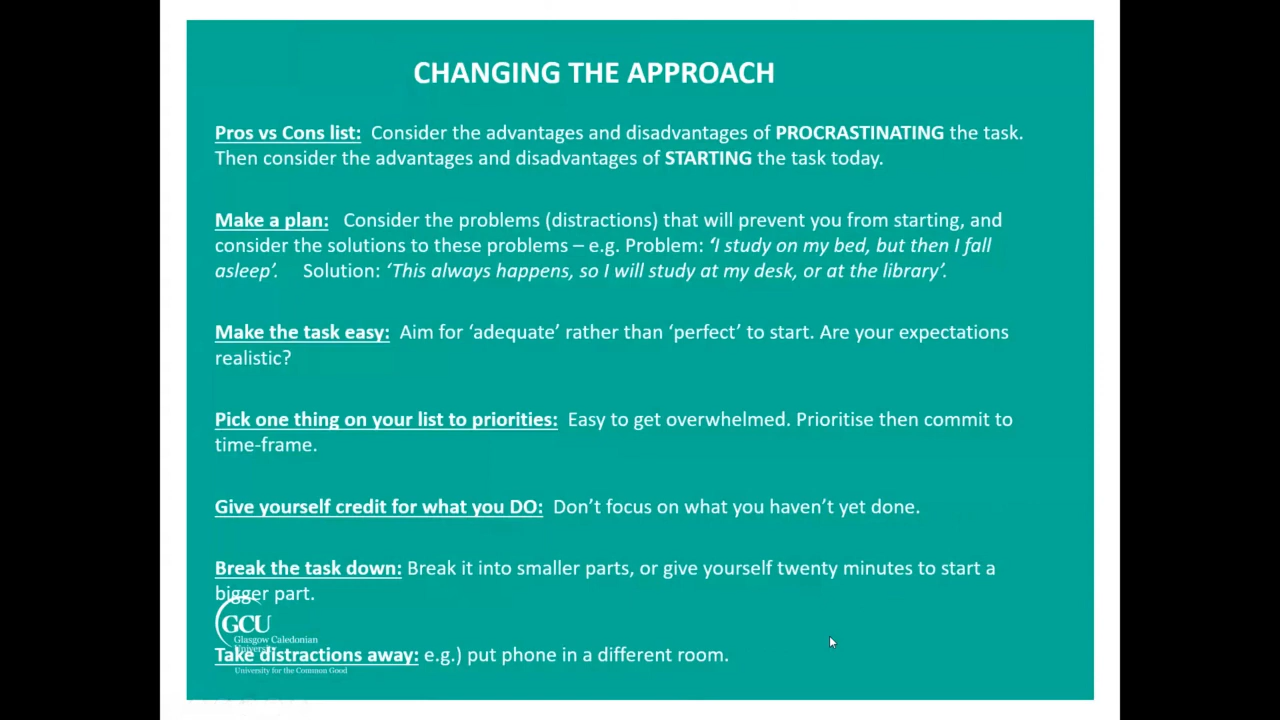 CHANGING THE APPROACH
Pros vs Cons list: Consider the advantages and disadvantages of PROCRASTINATING the task.
Then consider the advantages and disadvantages of STARTING the task today.
Make a plan: Consider the problems (distractions) that will prevent you from starting, and
consider the solutions to these problems – e.g. Problem: ‘I study on my bed, but then I fall
asleep’. Solution: ‘This always happens, so I will study at my desk, or at the library’.
Make the task easy: Aim for ‘adequate’ rather than ‘perfect’ to start. Are your expectations
realistic?
Pick one thing on your list to priorities: Easy to get overwhelmed. Prioritise then commit to
time-frame.
Give yourself credit for what you DO: Don’t focus on what you haven’t yet done.
Break the task down: Break it into smaller parts, or give yourself twenty minutes to start a
bigger part.
GCU
Glasgow Caledonian
University
Take distractions away: e.g.) put phone in a different room.
University for the Common Good